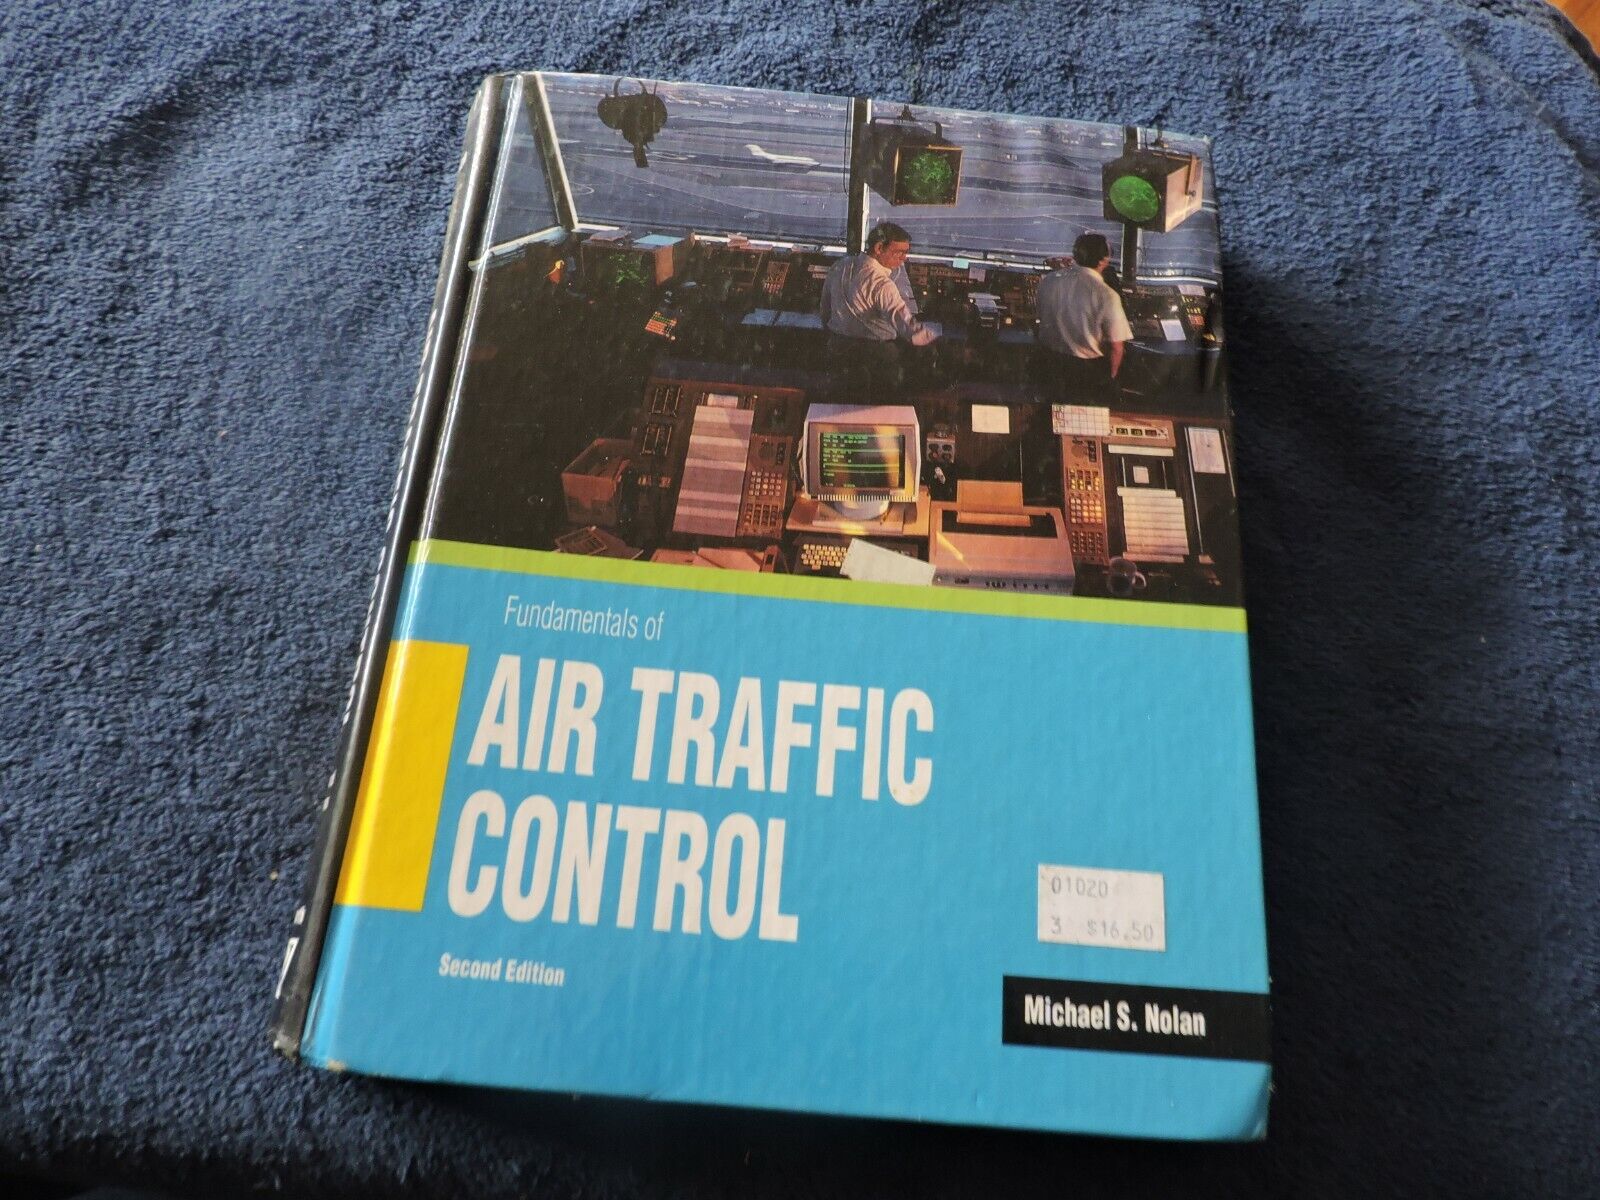 Fundamentals of
AIR TRAFFIC
CONTROL
Second Edition
01020
3 $16.50
Michael S. Nolan